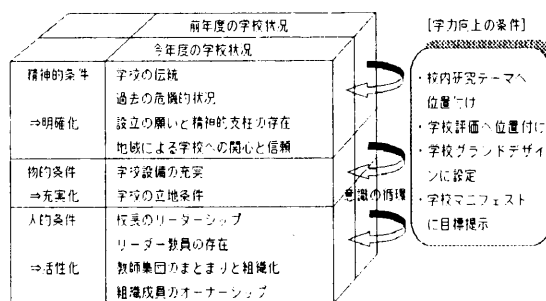 前年度の学校状況
今年度の学校状況
精神的条件
学校の伝統
過去の危機的状況
⇒明確化
設立の願いと精神的支柱の存在
地域による学校への関心と信頼
物的条件
学校設備の充実
⇒充実化
学校の立地条件
人的条件
校長のリーダーシップ
リーダー教員の存在
⇒活性化
教師集団のまとまりと組織化
組織成員のオーナーシップ
意識の循環
[学力向上の条件]
・校内研究テーマへ
位置付け
・学校評価へ位置付け
・学校グランドデザイ
ンに設定
・学校マニフェスト
に目標提示